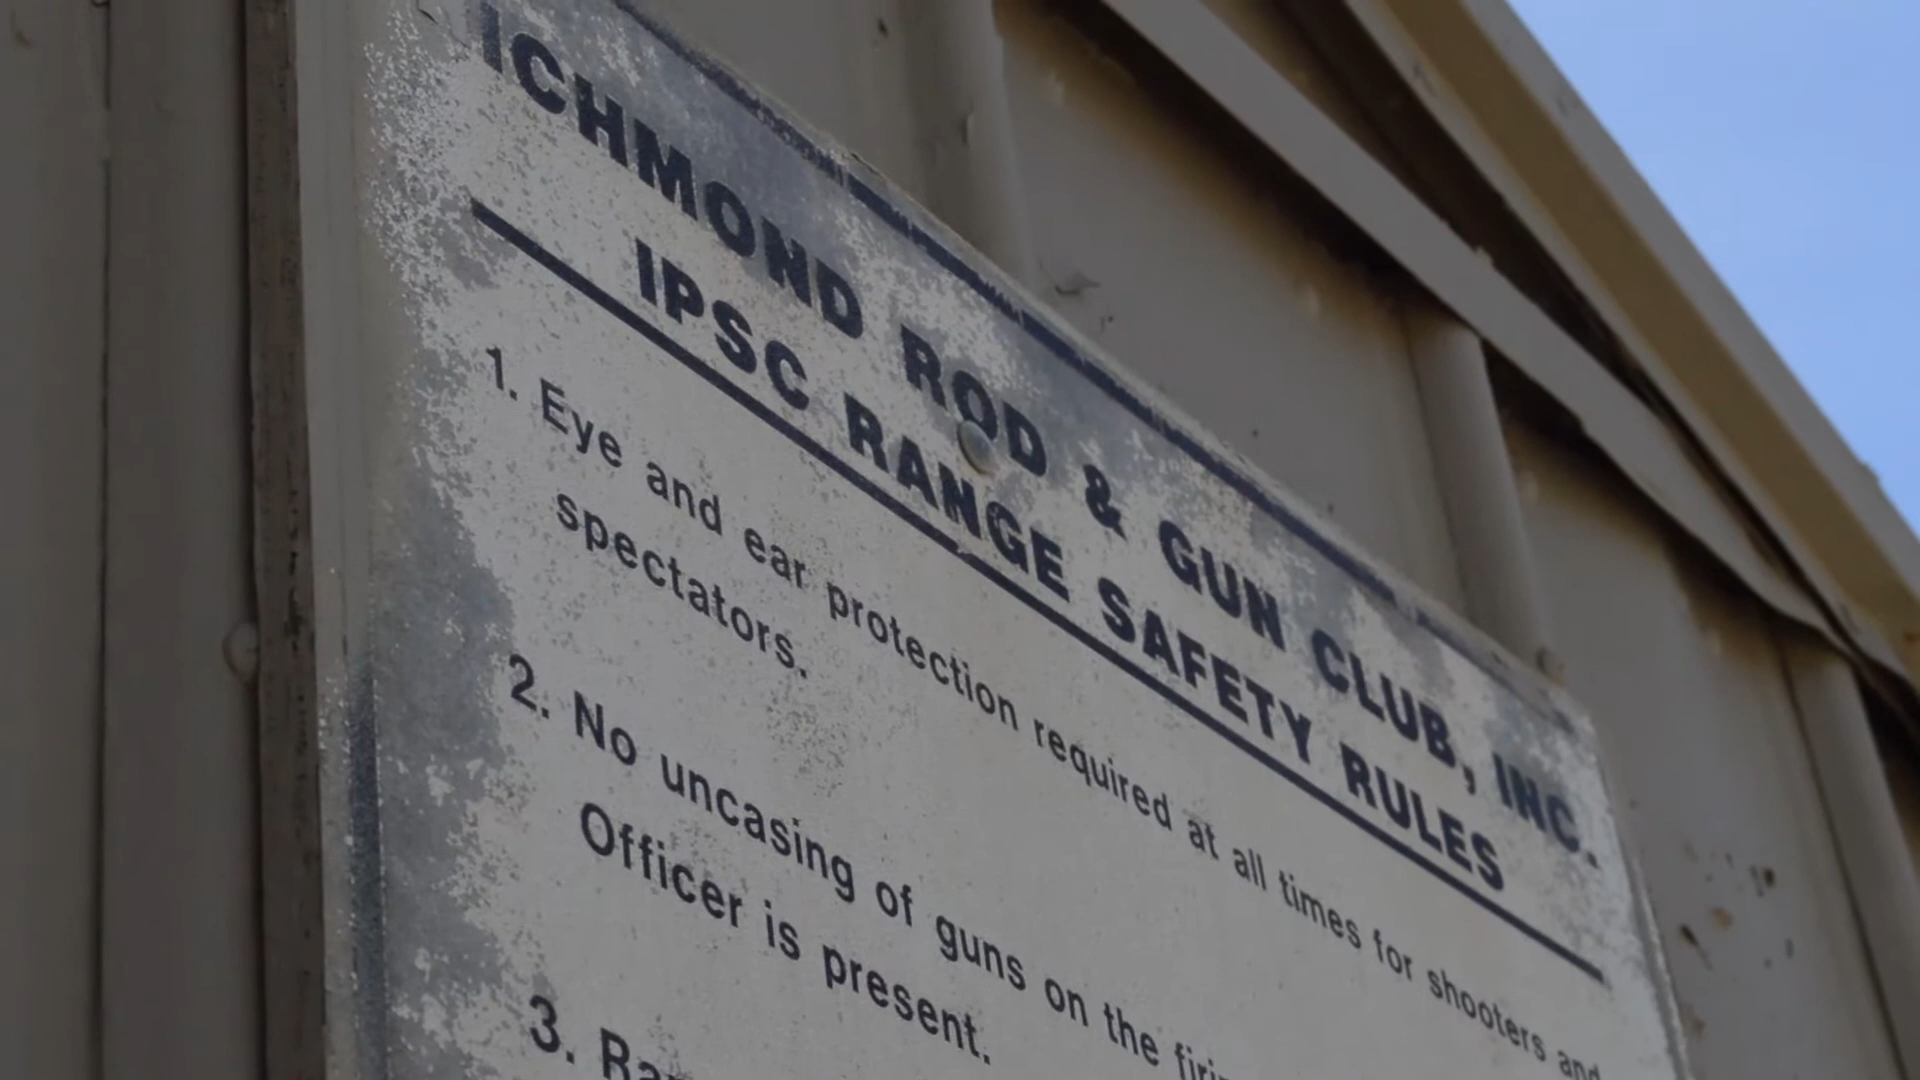 ICHMOND ROD & GUN CLUB, INC.
IPSC RANGE SAFETY RULES
1. Eye and ear protection required at all times for shooters and
spectators.
2. No uncasing of guns on the
Officer is present.
3.